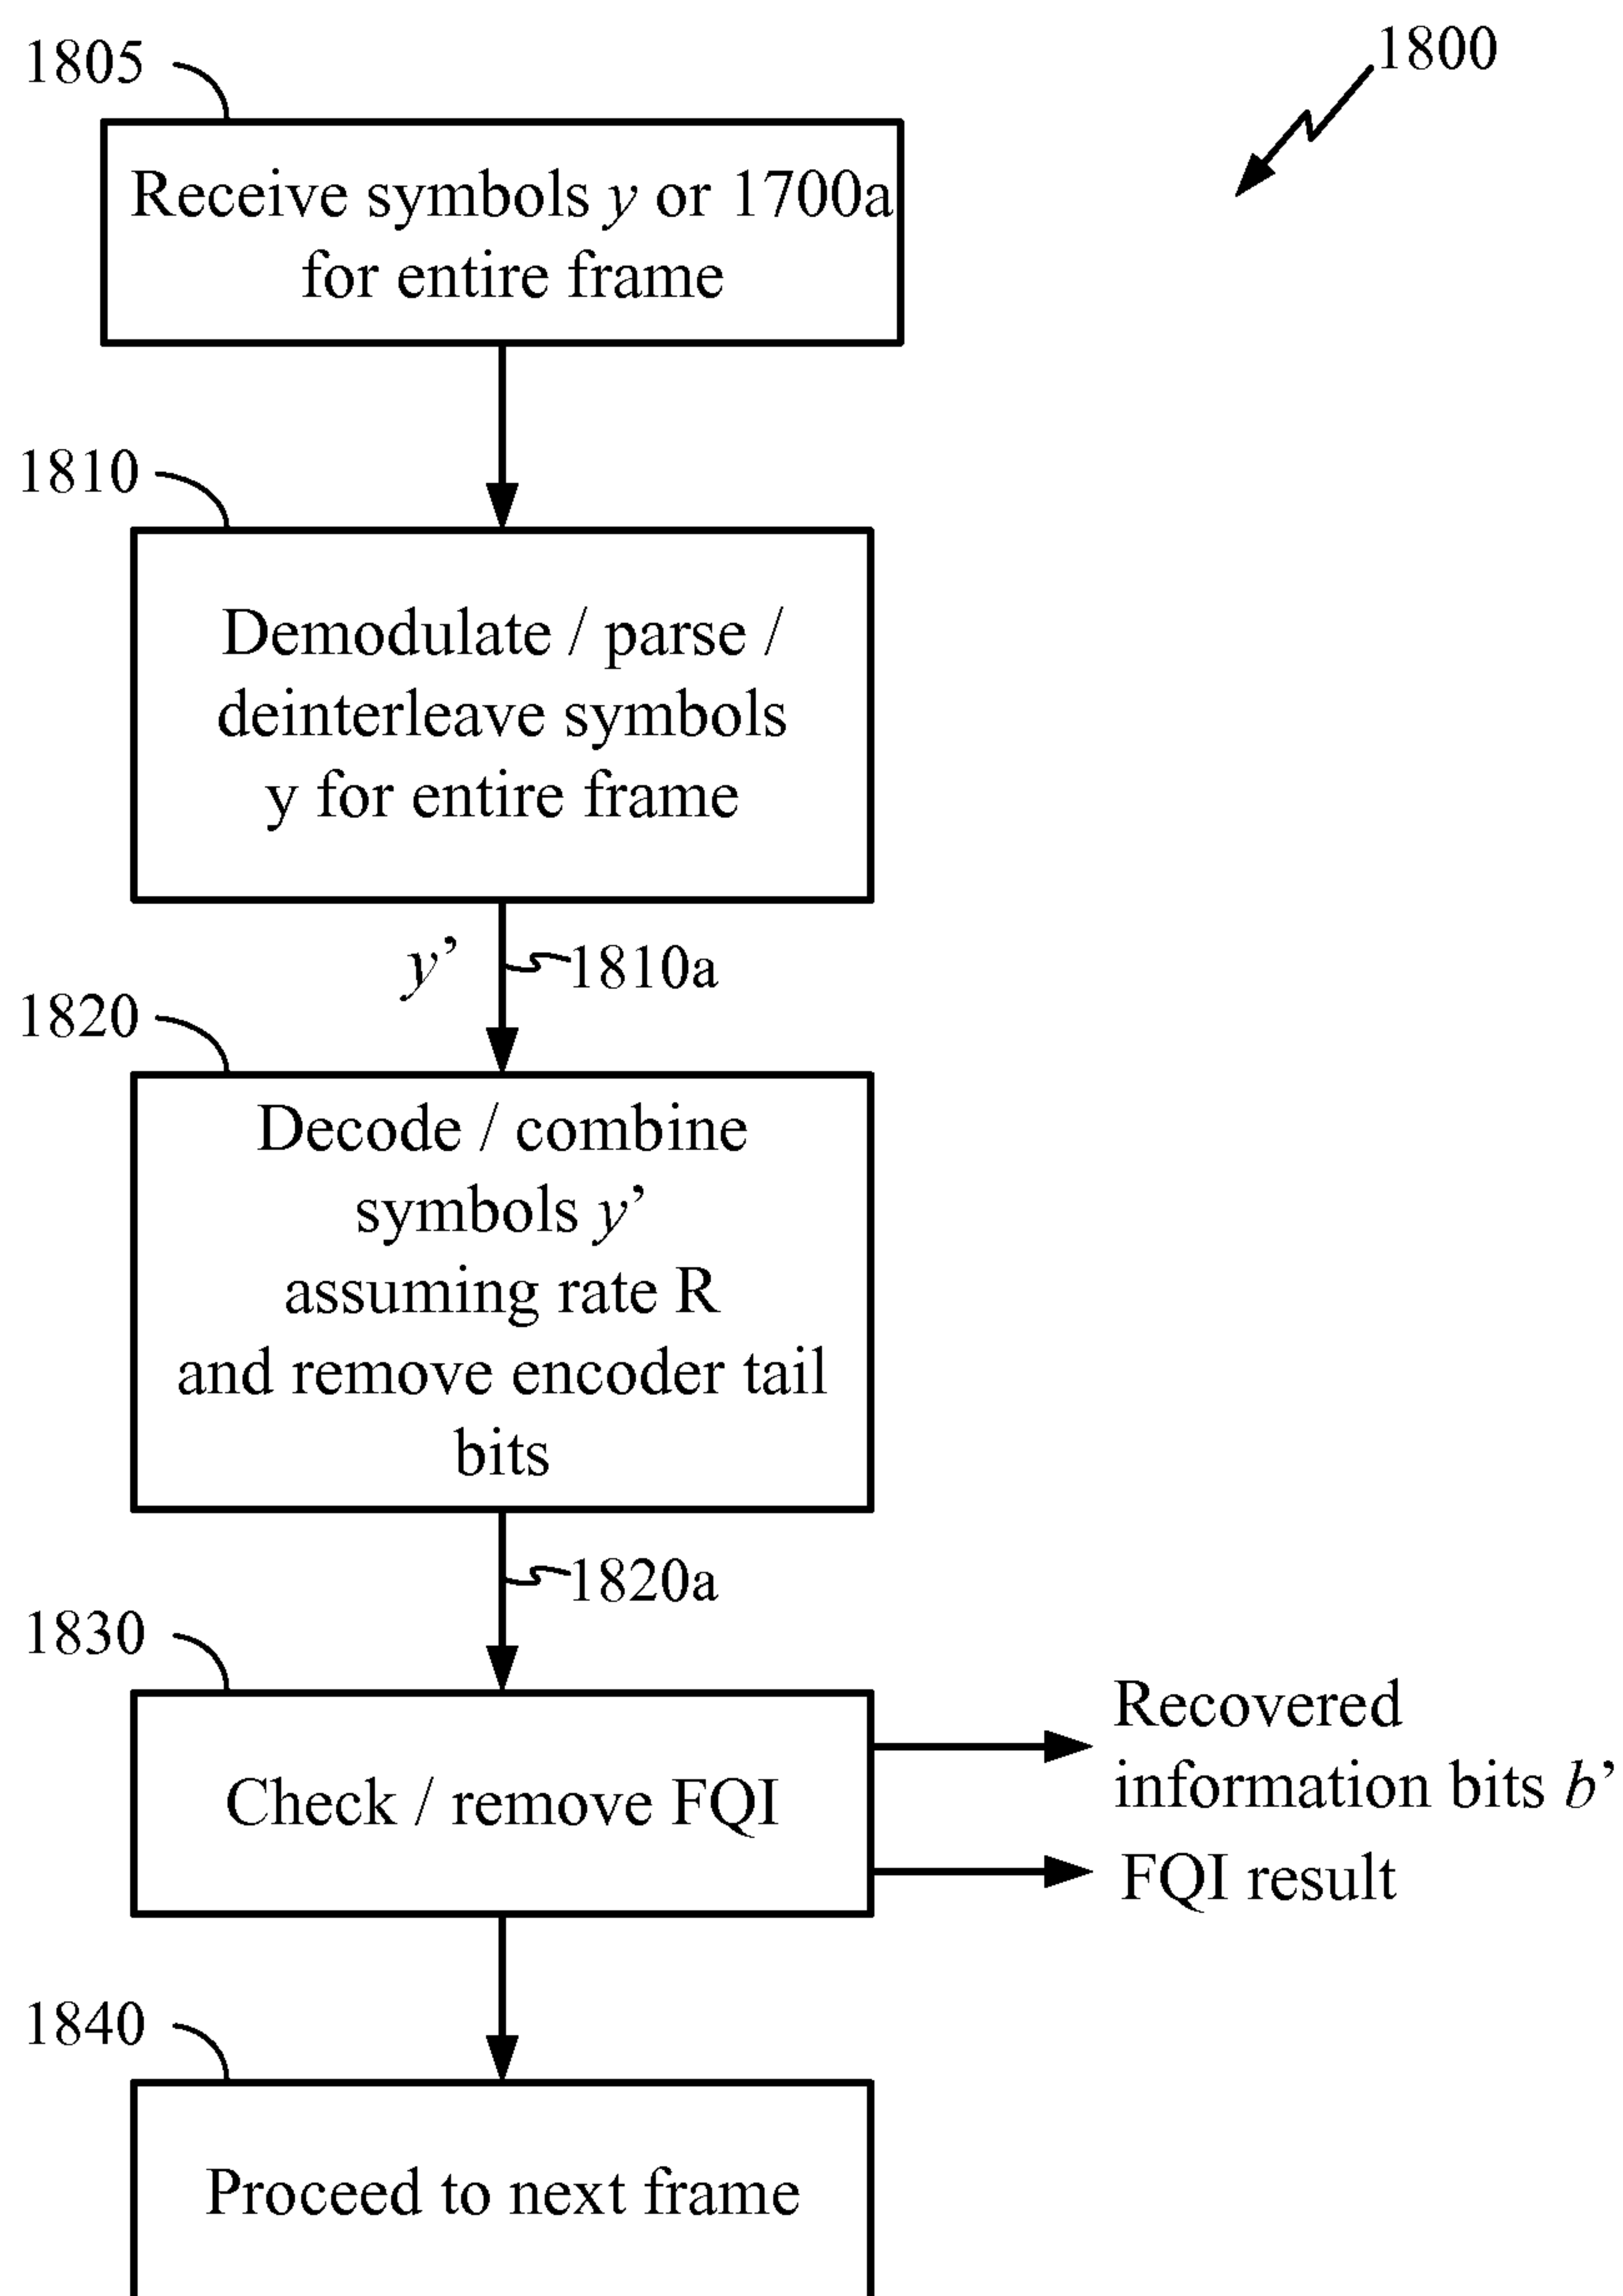 1805
1800
Receive symbols y or 1700a
for entire frame
1810
Demodulate / parse /
deinterleave symbols
y for entire frame
y’
1810a
1820
Decode / combine
symbols y’
assuming rate R
and remove encoder tail
bits
1820a
1830
Check / remove FQI
Recovered
information bits b’
FQI result
1840
Proceed to next frame